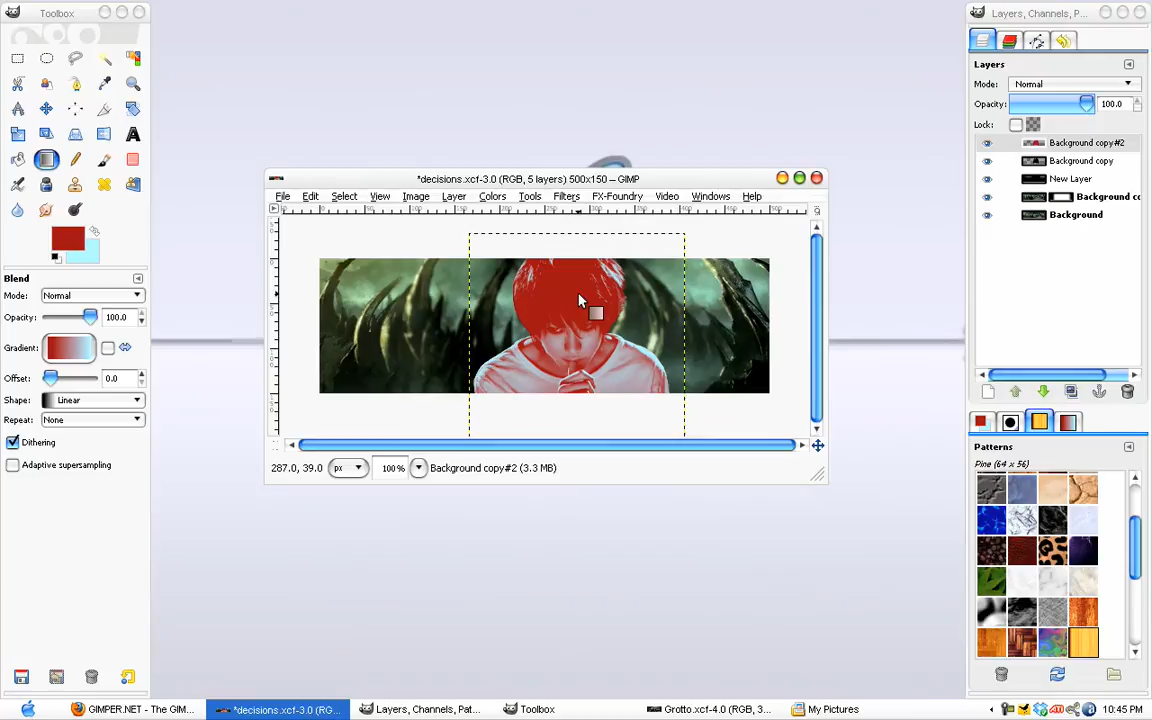 Toolbox
Layers, Channels, P...
*decisions.xcf-3.0 (RGB, 5 layers) 500x150 – GIMP
File Edit Select View Image Layer Colors Tools Filters FX-Foundry Video Windows Help
Layers
Mode: Normal
Opacity: 100.0
Lock:
Background copy#2
Background copy
New Layer
Background co
Background
Blend
Mode: Normal
Opacity: 100.0
Gradient:
Offset: 0.0
Shape: Linear
Repeat: None
Dithering
Adaptive supersampling
287.0, 39.0 px 100% Background copy#2 (3.3 MB)
Patterns
Pine (64 x 56)
GIMPER.NET - The GIM...
*decisions.xcf-3.0 (RG...
Layers, Channels, Pat...
Toolbox
Grotto.xcf-4.0 (RGB, 3...
My Pictures
10:45 PM